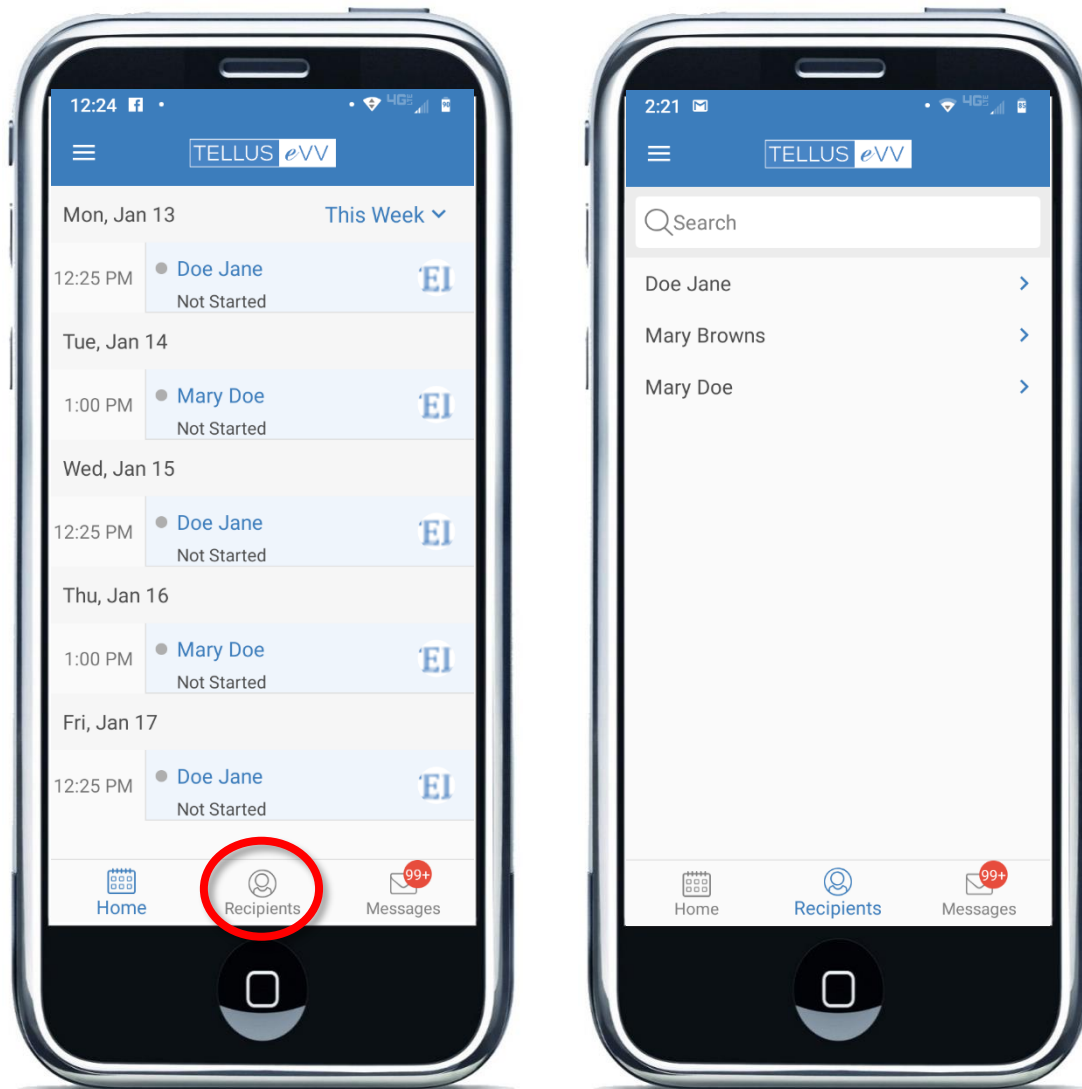 12:24
4G
TELLUS eVV
Mon, Jan 13 This Week
12:25 PM Doe Jane EI
Not Started
Tue, Jan 14
1:00 PM Mary Doe EI
Not Started
Wed, Jan 15
12:25 PM Doe Jane EI
Not Started
Thu, Jan 16
1:00 PM Mary Doe EI
Not Started
Fri, Jan 17
12:25 PM Doe Jane EI
Not Started
99+
Home Recipients Messages
2:21
4G
TELLUS eVV
Search
Doe Jane
Mary Browns
Mary Doe
99+
Home Recipients Messages